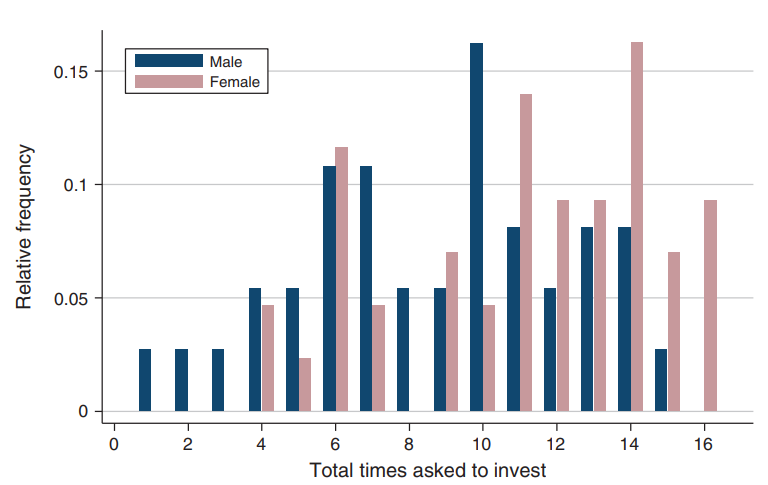 Male
Female
0.15
0.1
0.05
0
Relative frequency
0 2 4 6 8 10 12 14 16
Total times asked to invest